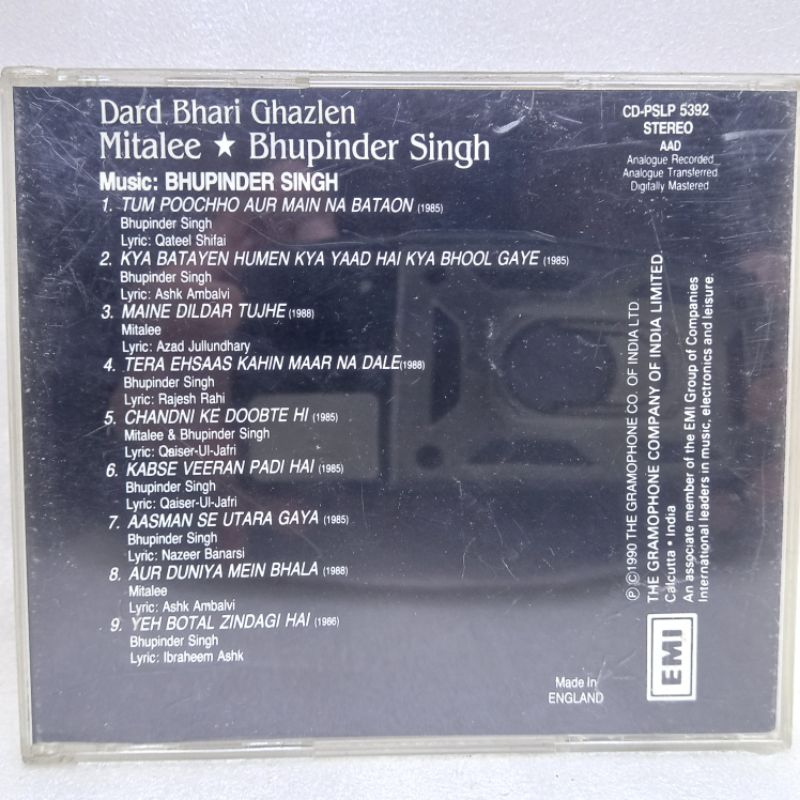 Dard Bhari Ghazlen
Mitalee ★ Bhupinder Singh
Music: BHUPINDER SINGH
1. TUM POOCHHO AUR MAIN NA BATAON (1985)
Bhupinder Singh
Lyric: Qateel Shifai
2. KYA BATAYEN HUMEN KYA YAAD HAI KYA BHOOL GAYE (1985)
Bhupinder Singh
Lyric: Ashk Ambalvi
3. MAINE DILDAR TUJHE (1988)
Mitalee
Lyric: Azad Jullundhary
4. TERA EHSAAS KAHIN MAAR NA DALE (1988)
Bhupinder Singh
Lyric: Rajesh Rahi
5. CHANDNI KE DOOBTE HI (1985)
Mitalee & Bhupinder Singh
Lyric: Qaiser-Ul-Jafri
6. KABSE VEERAN PADI HAI (1985)
Bhupinder Singh
Lyric: Qaiser-Ul-Jafri
7. AASMAN SE UTARA GAYA (1985)
Bhupinder Singh
Lyric: Nazeer Banarsi
8. AUR DUNIYA MEIN BHALA (1988)
Mitalee
Lyric: Ashk Ambalvi
9. YEH BOTAL ZINDAGI HAI (1986)
Bhupinder Singh
Lyric: Ibraheem Ashk
CD-PSLP 5392
STEREO
AAD
Analogue Recorded
Analogue Transferred
Digitally Mastered
℗ © 1990 THE GRAMOPHONE CO. OF INDIA LTD.
THE GRAMOPHONE COMPANY OF INDIA LIMITED.
Calcutta • India
An associate member of the EMI Group of Companies
International leaders in music, electronics and leisure.
EMI
Made in
ENGLAND